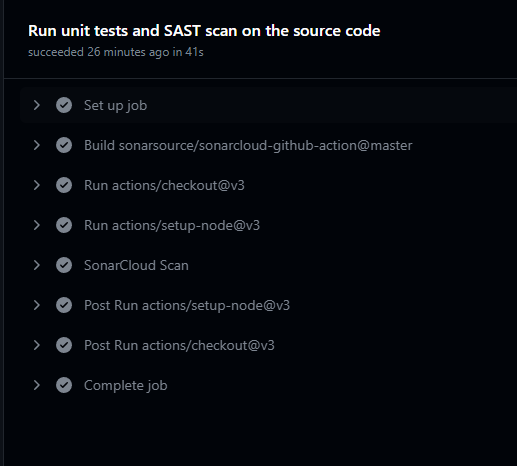 Run unit tests and SAST scan on the source code
succeeded 26 minutes ago in 41s
Set up job
Build sonarsource/sonarcloud-github-action@master
Run actions/checkout@v3
Run actions/setup-node@v3
SonarCloud Scan
Post Run actions/setup-node@v3
Post Run actions/checkout@v3
Complete job